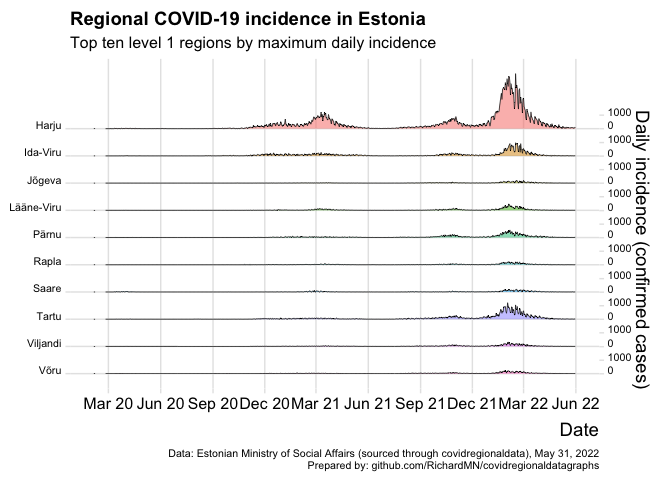 Regional COVID-19 incidence in Estonia
Top ten level 1 regions by maximum daily incidence
Harju
Ida-Viru
Jõgeva
Lääne-Viru
Pärnu
Rapla
Saare
Tartu
Viljandi
Võru
1000
0
1000
0
1000
0
1000
0
1000
0
1000
0
1000
0
1000
0
1000
0
1000
0
Daily incidence (confirmed cases)
Mar 20 Jun 20 Sep 20 Dec 20 Mar 21 Jun 21 Sep 21 Dec 21 Mar 22 Jun 22
Date
Data: Estonian Ministry of Social Affairs (sourced through covidregionaldata), May 31, 2022
Prepared by: github.com/RichardMN/covidregionaldatagraphs